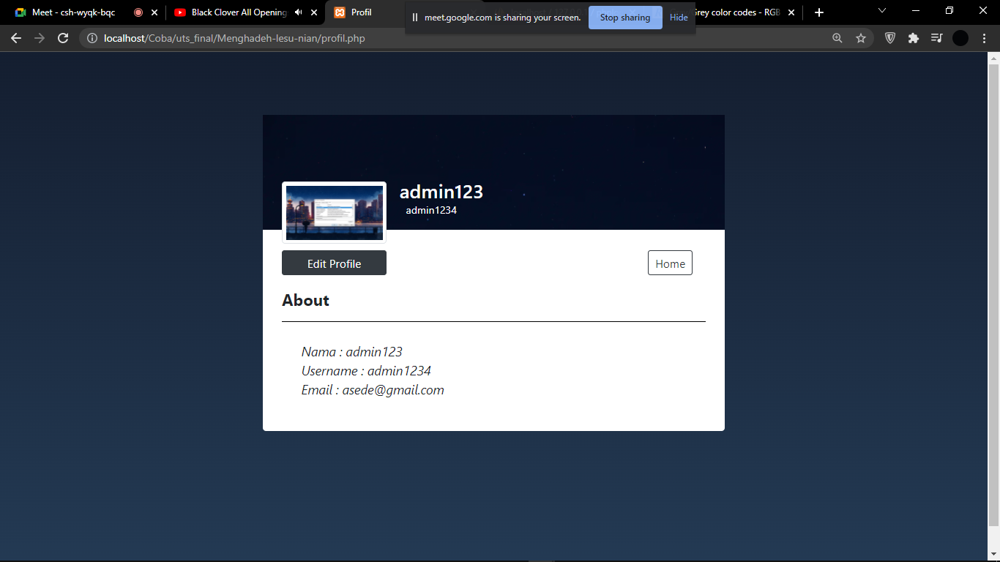 Meet - csh-wyqk-bqc
Black Clover All Opening
Profil
meet.google.com is sharing your screen.
Stop sharing
Hide
Grey color codes - RGB
localhost/Coba/uts_final/Menghadeh-lesu-nian/profil.php
admin123
admin1234
Edit Profile
Home
About
Nama : admin123
Username : admin1234
Email : asede@gmail.com